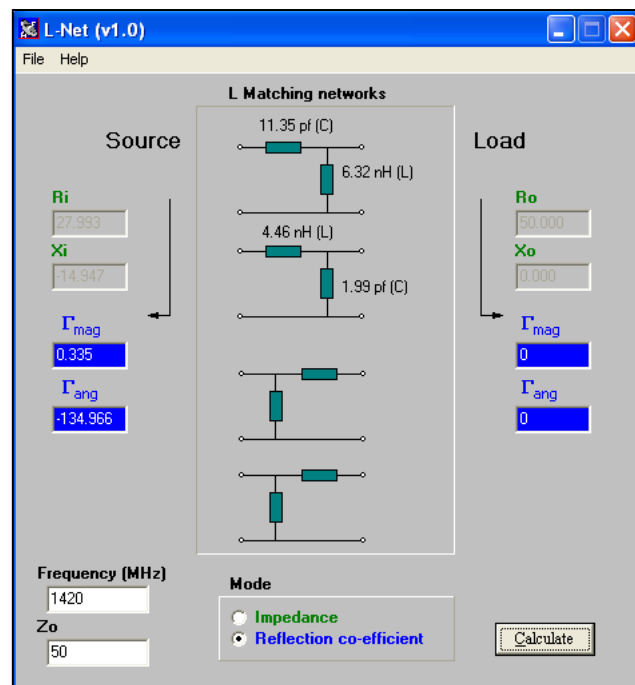 L-Net (v1.0)
File Help
L Matching networks
Source
Load
11.35 pf (C)
6.32 nH (L)
4.46 nH (L)
1.99 pf (C)
Ri
27.993
Xi
-14.947
Γmag
0.335
Γang
-134.966
Ro
50.000
Xo
0.000
Γmag
0
Γang
0
Frequency (MHz)
1420
Zo
50
Mode
Impedance
Reflection co-efficient
Calculate